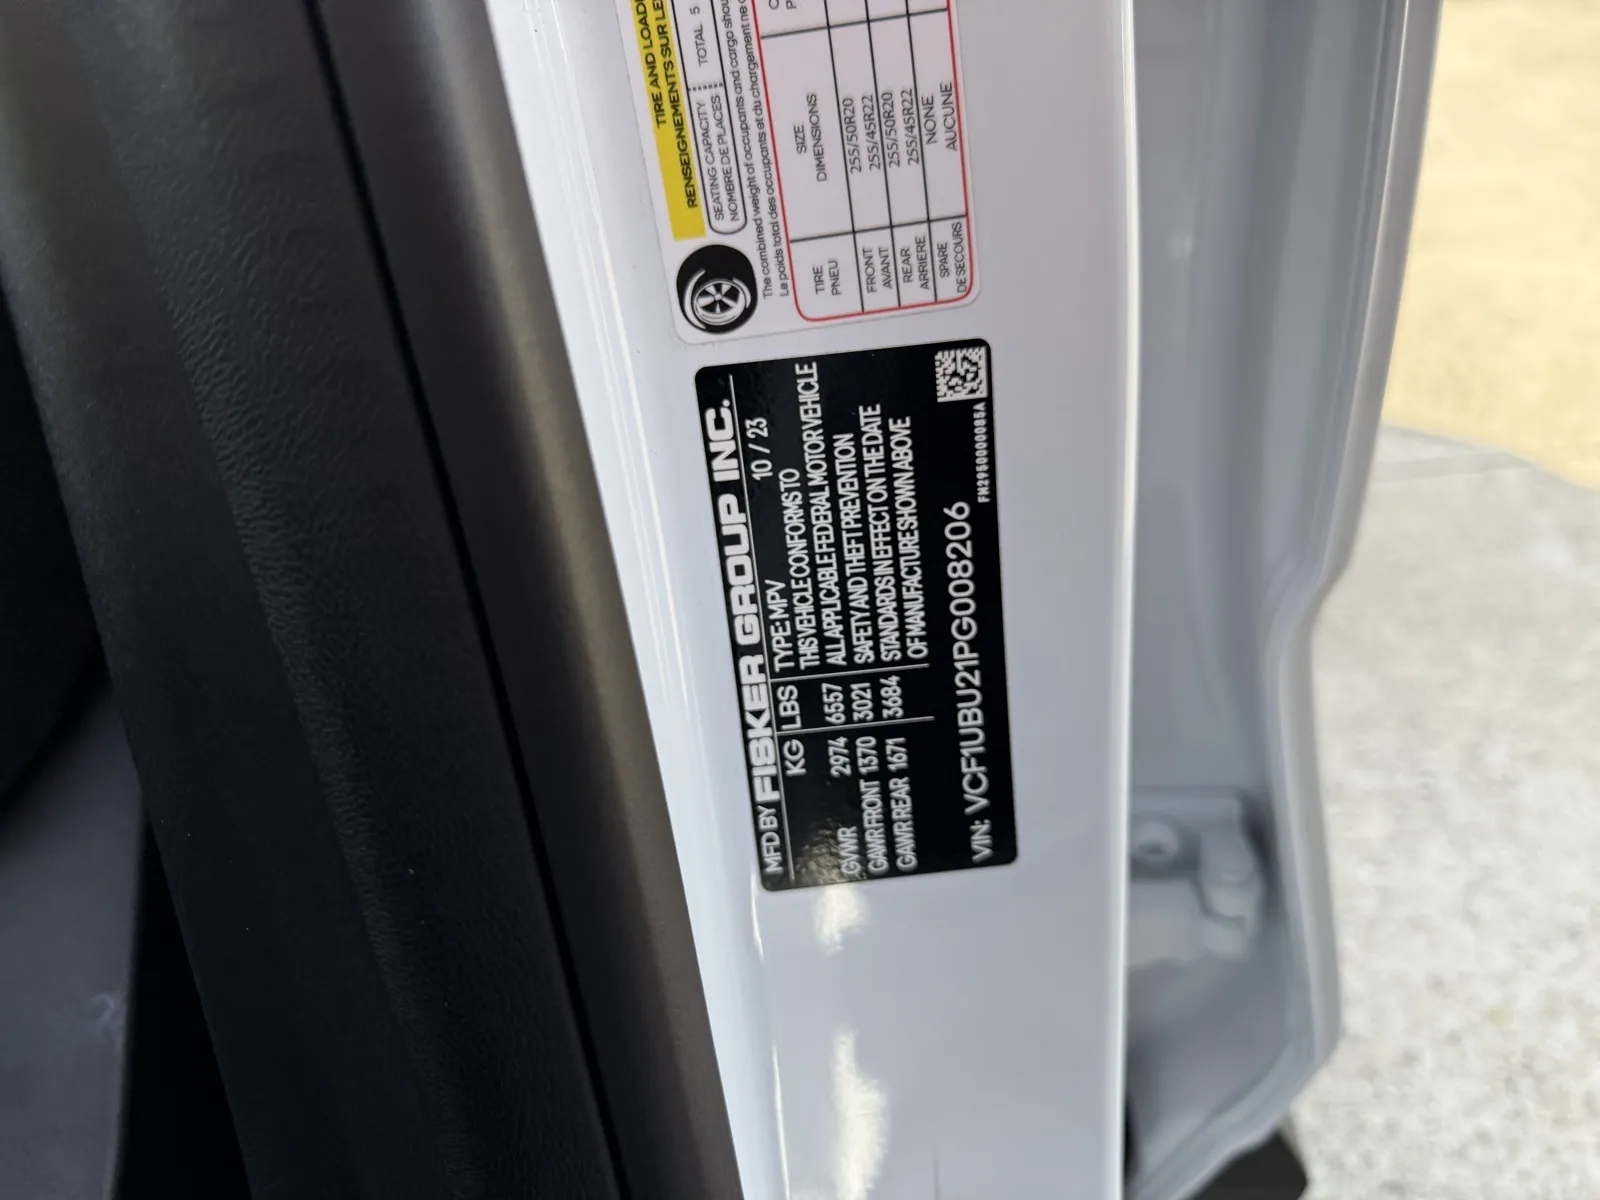 TIRE AND LOADI
RENSEIGNEMENTS SUR LE
SEATING CAPACITY
NOMBRE DE PLACES
TOTAL 5
The combined weight of occupants and cargo shou
Le poids total des occupants et du chargement ne
TIRE
PNEU
SIZE
DIMENSIONS
FRONT
AVANT
255/50R20
255/45R22
REAR
ARRIERE
255/50R20
255/45R22
SPARE
DE SECOURS
NONE
AUCUNE
MFD BY FISKER GROUP INC.
KG LBS TYPE: MPV 10 / 23
THIS VEHICLE CONFORMS TO
GVWR 2974 6557 ALL APPLICABLE FEDERAL MOTOR VEHICLE
GAWR FRONT 1370 3021 SAFETY AND THEFT PREVENTION
GAWR REAR 1671 3684 STANDARDS IN EFFECT ON THE DATE
OF MANUFACTURE SHOWN ABOVE
VIN: VCF1UBU21PG008206
FM29S0000085A